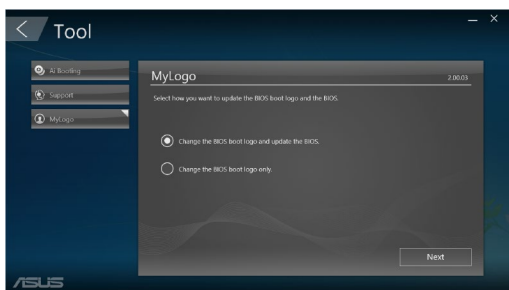 Tool
Ai Booting
Support
MyLogo
MyLogo
2.00.03
Select how you want to update the BIOS boot logo and the BIOS.
Change the BIOS boot logo and update the BIOS.
Change the BIOS boot logo only.
Next
ASUS